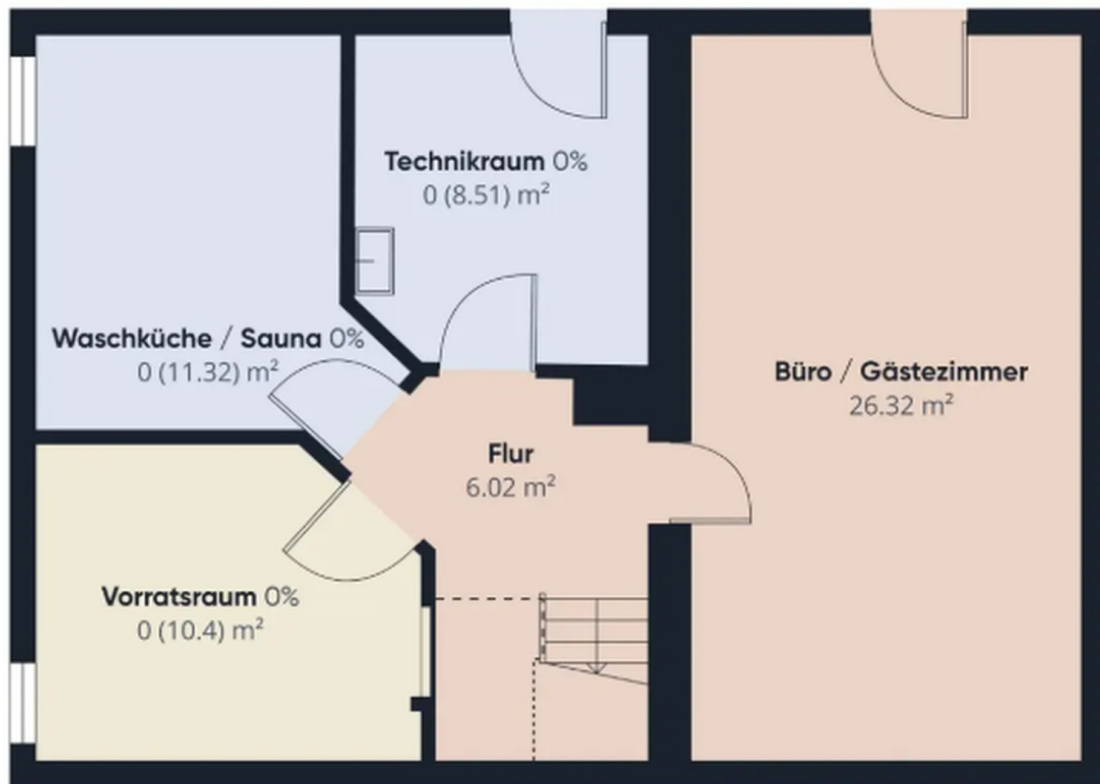 Technikraum 0%
0 (8.51) m²
Waschküche / Sauna 0%
0 (11.32) m²
Büro / Gästezimmer
26.32 m²
Flur
6.02 m²
Vorratsraum 0%
0 (10.4) m²